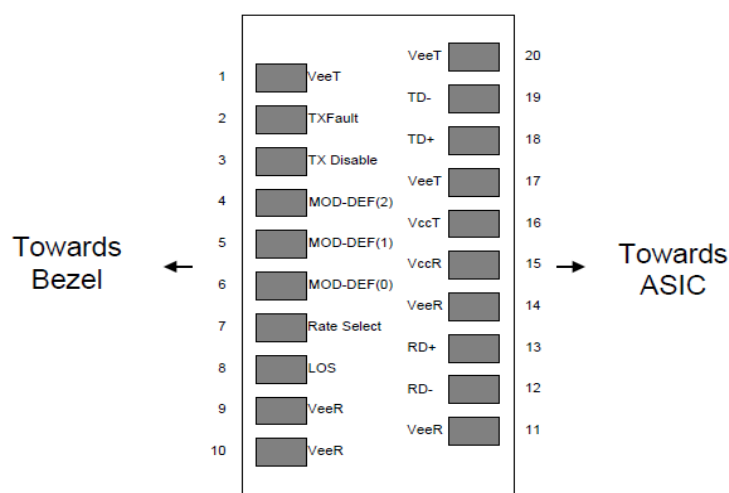 VeeT 20
1 VeeT
TD- 19
2 TXFault
TD+ 18
3 TX Disable
VeeT 17
4 MOD-DEF(2)
VccT 16
5 MOD-DEF(1)
Towards
Bezel
VccR 15
Towards
ASIC
6 MOD-DEF(0)
VeeR 14
7 Rate Select
RD+ 13
8 LOS
RD- 12
9 VeeR
VeeR 11
10 VeeR